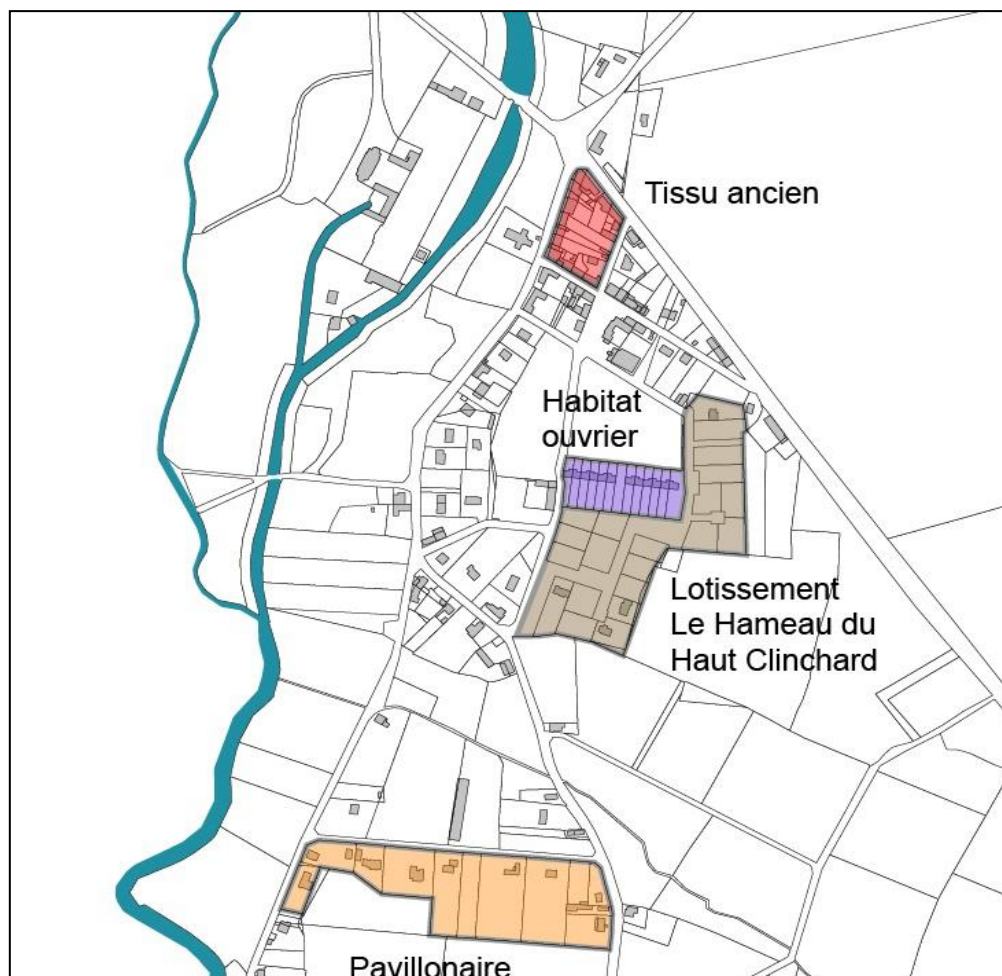 Tissu ancien
Habitat
ouvrier
Lotissement
Le Hameau du
Haut Clinchard
Pavillonaire